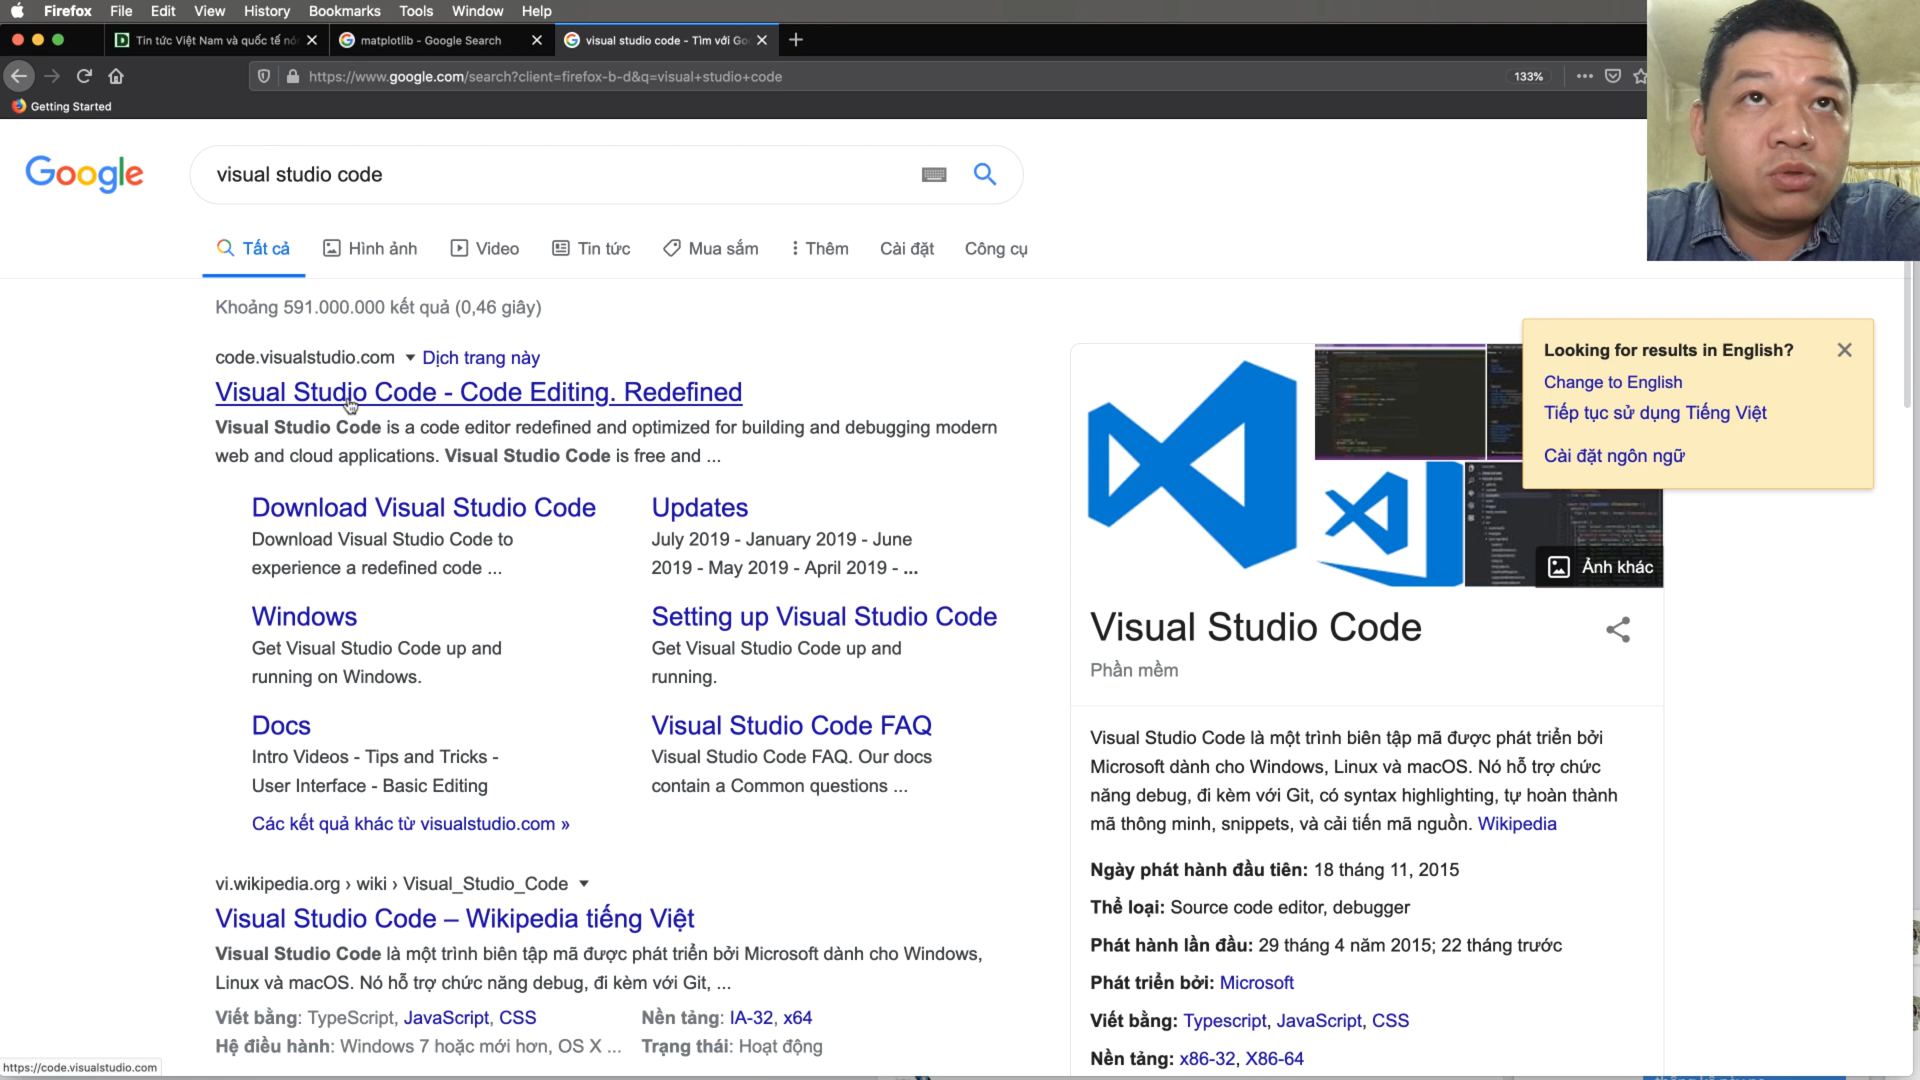 Firefox File Edit View History Bookmarks Tools Window Help
Tin tức Việt Nam và quốc tế nó
matplotlib - Google Search
visual studio code - Tìm với Go
https://www.google.com/search?client=firefox-b-d&q=visual+studio+code
133%
Getting Started
Google
visual studio code
Tất cả Hình ảnh Video Tin tức Mua sắm Thêm Cài đặt Công cụ
Khoảng 591.000.000 kết quả (0,46 giây)
code.visualstudio.com Dịch trang này
Visual Studio Code - Code Editing. Redefined
Visual Studio Code is a code editor redefined and optimized for building and debugging modern
web and cloud applications. Visual Studio Code is free and ...
Download Visual Studio Code
Download Visual Studio Code to
experience a redefined code ...
Updates
July 2019 - January 2019 - June
2019 - May 2019 - April 2019 - ...
Windows
Get Visual Studio Code up and
running on Windows.
Setting up Visual Studio Code
Get Visual Studio Code up and
running.
Docs
Intro Videos - Tips and Tricks -
User Interface - Basic Editing
Visual Studio Code FAQ
Visual Studio Code FAQ. Our docs
contain a Common questions ...
Các kết quả khác từ visualstudio.com »
vi.wikipedia.org › wiki › Visual_Studio_Code
Visual Studio Code – Wikipedia tiếng Việt
Visual Studio Code là một trình biên tập mã được phát triển bởi Microsoft dành cho Windows,
Linux và macOS. Nó hỗ trợ chức năng debug, đi kèm với Git, ...
Viết bằng: TypeScript, JavaScript, CSS
Nền tảng: IA-32, x64
Hệ điều hành: Windows 7 hoặc mới hơn, OS X ...
Trạng thái: Hoạt động
https://code.visualstudio.com
Looking for results in English?
Change to English
Tiếp tục sử dụng Tiếng Việt
Cài đặt ngôn ngữ
Ảnh khác
Visual Studio Code
Phần mềm
Visual Studio Code là một trình biên tập mã được phát triển bởi
Microsoft dành cho Windows, Linux và macOS. Nó hỗ trợ chức
năng debug, đi kèm với Git, có syntax highlighting, tự hoàn thành
mã thông minh, snippets, và cải tiến mã nguồn. Wikipedia
Ngày phát hành đầu tiên: 18 tháng 11, 2015
Thể loại: Source code editor, debugger
Phát hành lần đầu: 29 tháng 4 năm 2015; 22 tháng trước
Phát triển bởi: Microsoft
Viết bằng: Typescript, JavaScript, CSS
Nền tảng: x86-32, X86-64